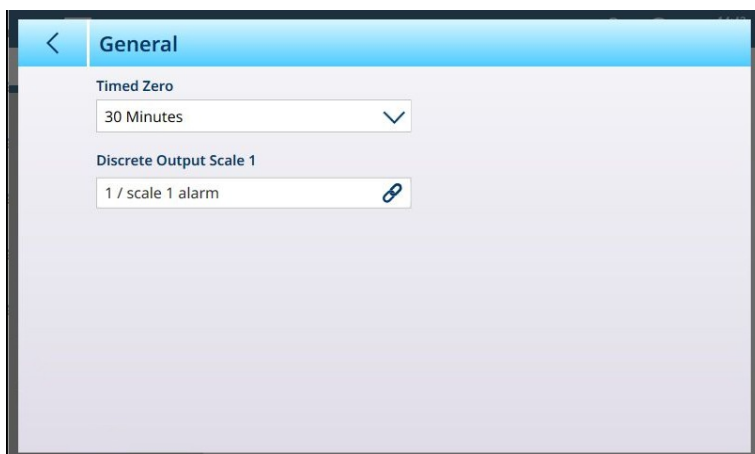 General
Timed Zero
30 Minutes
Discrete Output Scale 1
1 / scale 1 alarm